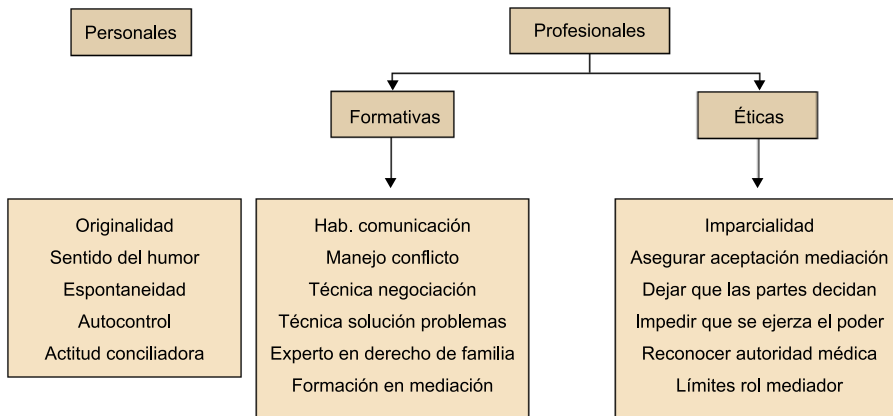 Personales
Profesionales
Formativas
Éticas
Originalidad
Sentido del humor
Espontaneidad
Autocontrol
Actitud conciliadora
Hab. comunicación
Manejo conflicto
Técnica negociación
Técnica solución problemas
Experto en derecho de familia
Formación en mediación
Imparcialidad
Asegurar aceptación mediación
Dejar que las partes decidan
Impedir que se ejerza el poder
Reconocer autoridad médica
Límites rol mediador